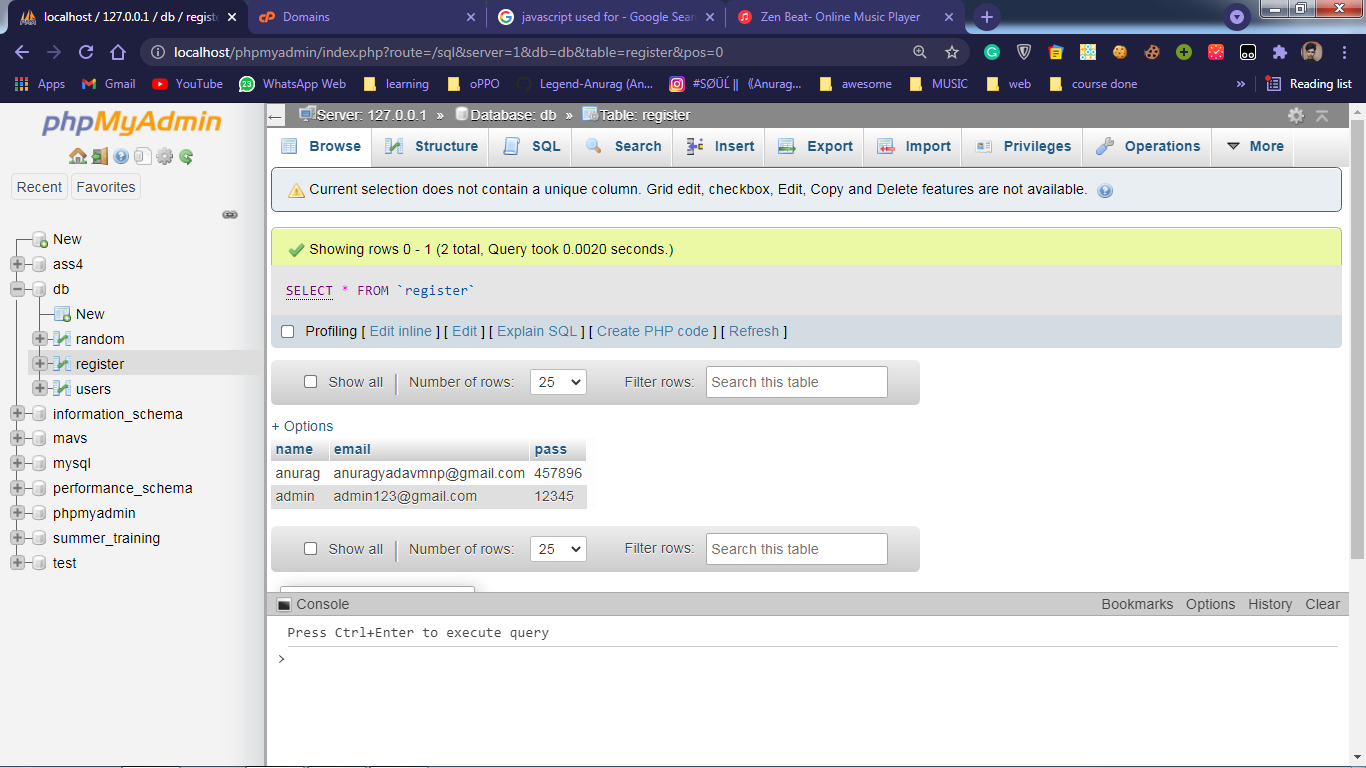 localhost / 127.0.0.1 / db / registe
Domains
javascript used for - Google Sear
Zen Beat- Online Music Player
localhost/phpmyadmin/index.php?route=/sql&server=1&db=db&table=register&pos=0
Apps Gmail YouTube WhatsApp Web learning oPPO Legend-Anurag (An... #SØÜĹ || 《Anurag... awesome MUSIC web course done » Reading list
phpMyAdmin
Recent Favorites
New
ass4
db
New
random
register
users
information_schema
mavs
mysql
performance_schema
phpmyadmin
summer_training
test
Server: 127.0.0.1 » Database: db » Table: register
Browse Structure SQL Search Insert Export Import Privileges Operations More
Current selection does not contain a unique column. Grid edit, checkbox, Edit, Copy and Delete features are not available.
Showing rows 0 - 1 (2 total, Query took 0.0020 seconds.)
SELECT * FROM `register`
Profiling [ Edit inline ] [ Edit ] [ Explain SQL ] [ Create PHP code ] [ Refresh ]
Show all Number of rows: 25 Filter rows: Search this table
+ Options
name email pass
anurag anuragyadavmnp@gmail.com 457896
admin admin123@gmail.com 12345
Show all Number of rows: 25 Filter rows: Search this table
Console Bookmarks Options History Clear
Press Ctrl+Enter to execute query
>